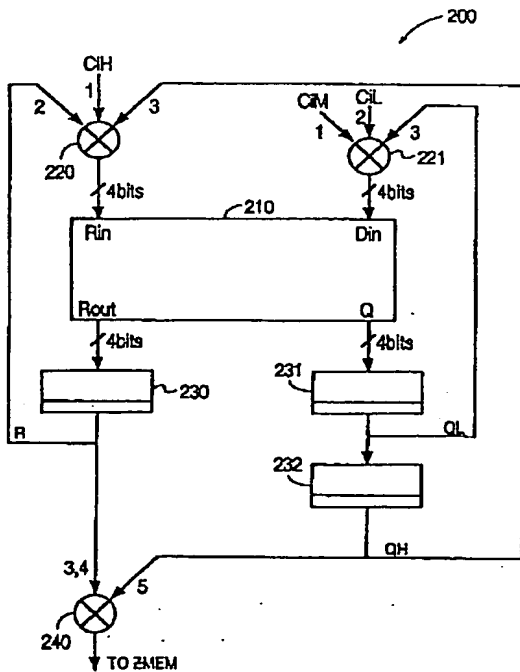 200
CiH
1
2
3
220
CiM
CiL
1
2
3
221
4bits
4bits
210
Rin
Din
Rout
Q
4bits
4bits
230
231
R
QL
232
QH
3,4
5
240
TO ZMEM